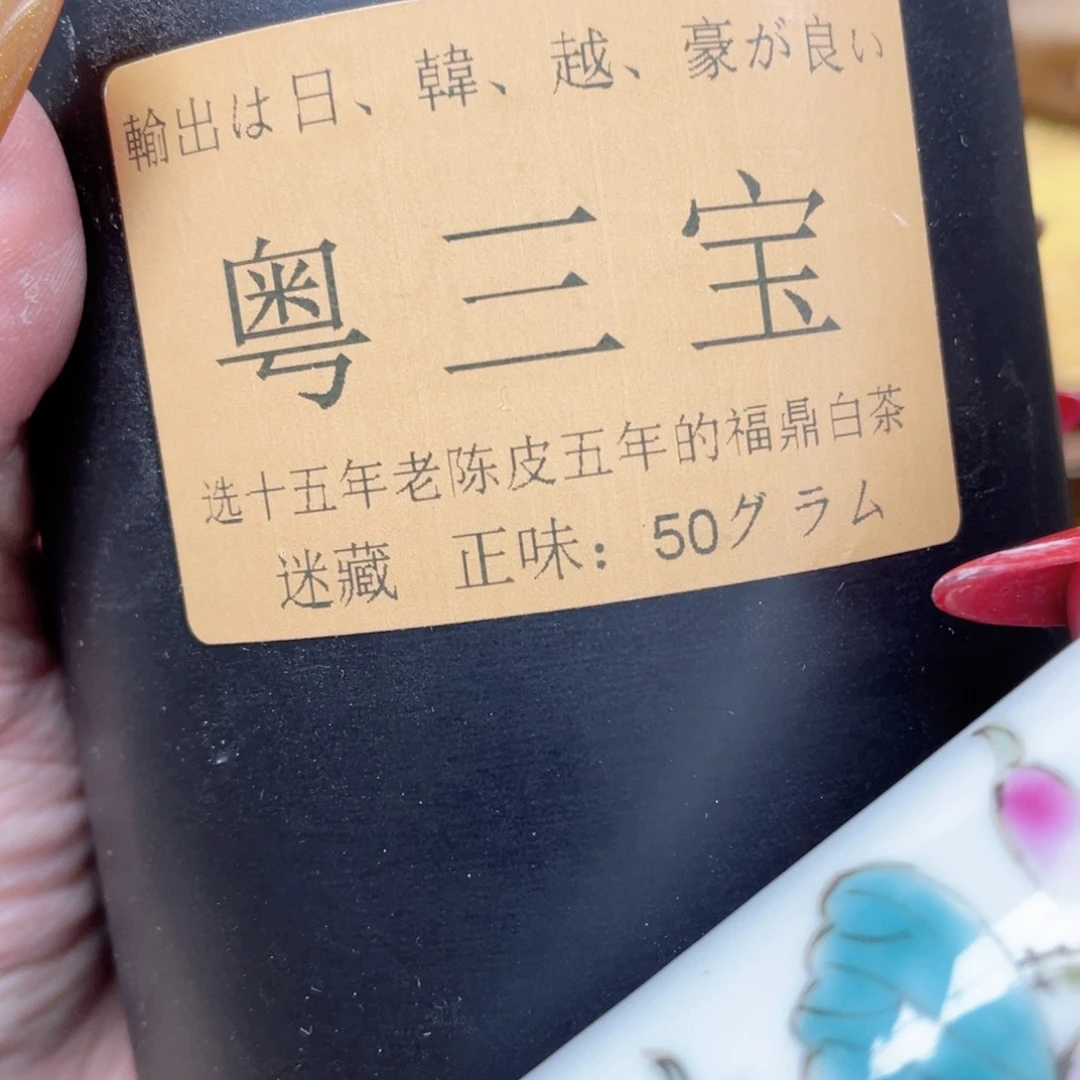 輸出は日、韓、越、豪が良い
粤三宝
选十五年老陈皮五年的福鼎白茶
迷藏 正味：50グラム